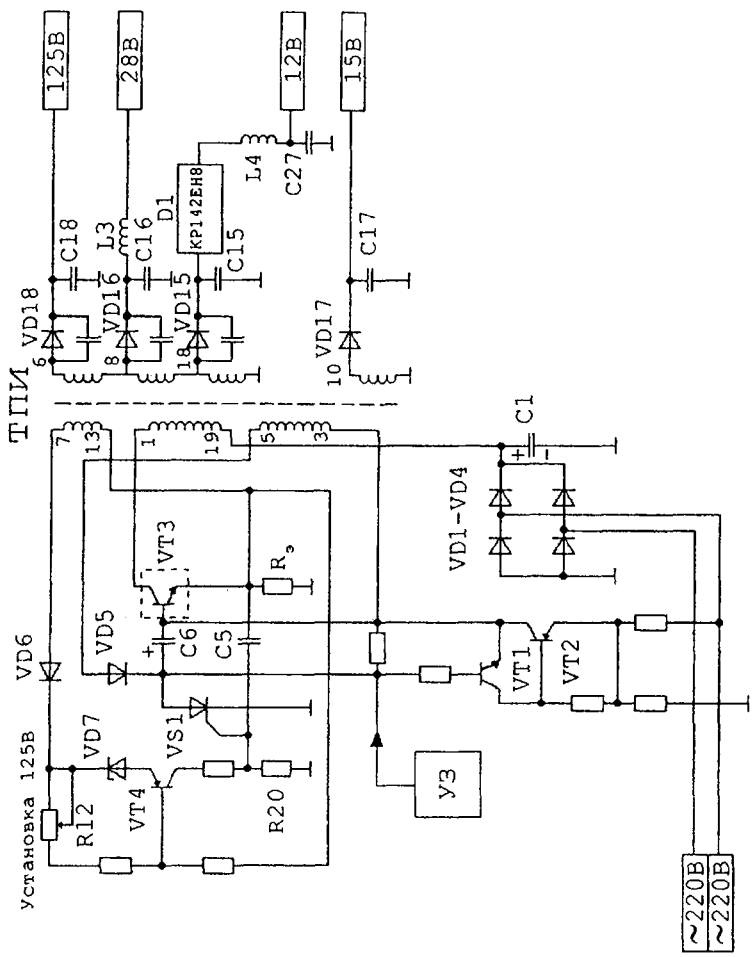 125В
28В
12В
15В
D1
КР142ЕН8
L4
C27
VD18
C18
L3
VD16
C16
VD15
C15
VD17
C17
6
8
18
10
ТПИ
7
13
1
19
5
3
C1
+
-
VD1-VD4
VT3
Rэ
VD6
VD5
+
C6
C5
VT1
VT2
VD7
VS1
Установка 125В
R12
VT4
R20
УЗ
~220В
~220В